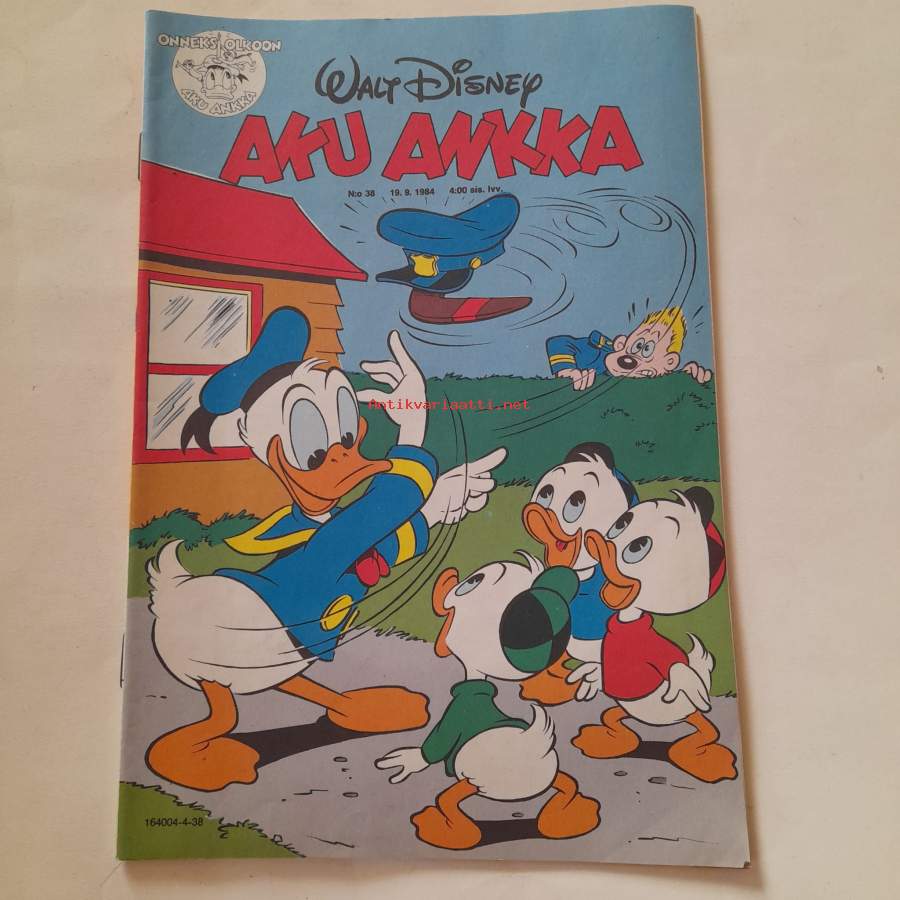 ONNEKSI OLKOON
AKU ANKKA
WALT DISNEY
AKU ANKKA
N:o 38 19. 9. 1984 4:00 sis. lvv.
Antikvariaatti.net
164004-4-38